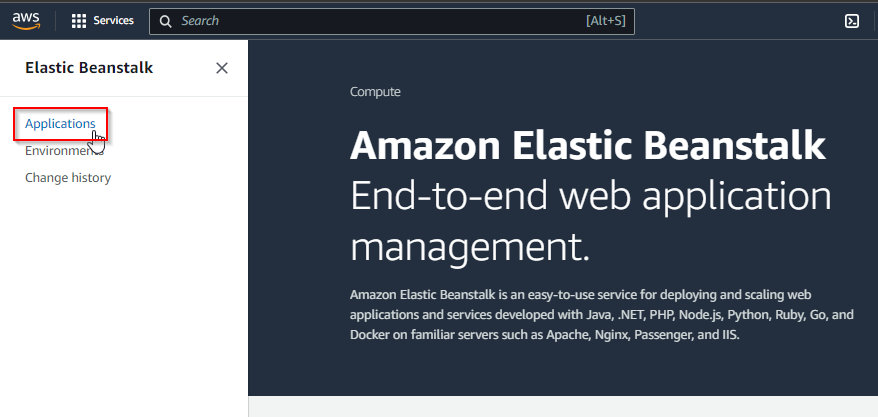 aws
Services
Search
[Alt+S]
Elastic Beanstalk
Applications
Environments
Change history
Compute
Amazon Elastic Beanstalk
End-to-end web application
management.
Amazon Elastic Beanstalk is an easy-to-use service for deploying and scaling web
applications and services developed with Java, .NET, PHP, Node.js, Python, Ruby, Go, and
Docker on familiar servers such as Apache, Nginx, Passenger, and IIS.